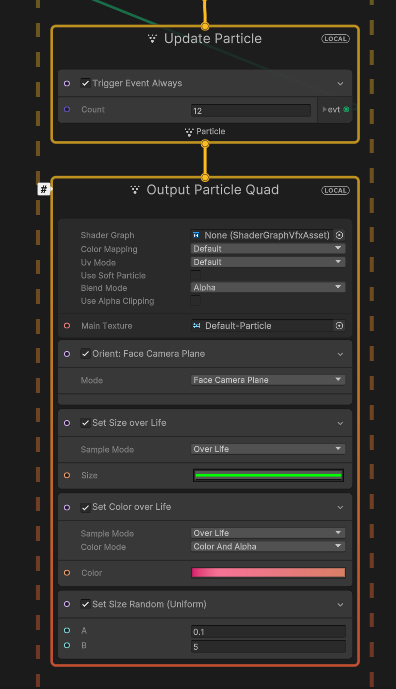 Update Particle LOCAL
Trigger Event Always
Count 12 evt
Particle
#
Output Particle Quad LOCAL
Shader Graph None (ShaderGraphVfxAsset)
Color Mapping Default
Uv Mode Default
Use Soft Particle
Blend Mode Alpha
Use Alpha Clipping
Main Texture Default-Particle
Orient: Face Camera Plane
Mode Face Camera Plane
Set Size over Life
Sample Mode Over Life
Size
Set Color over Life
Sample Mode Over Life
Color Mode Color And Alpha
Color
Set Size Random (Uniform)
A 0.1
B 5